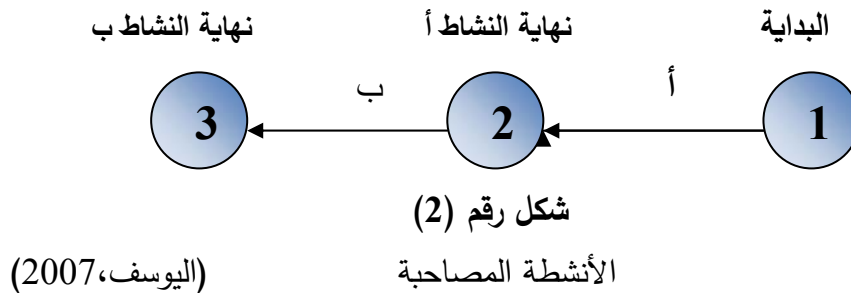 البداية نهاية النشاط أ نهاية النشاط ب
أ ب
1 2 3
شكل رقم (2)
الأنشطة المصاحبة (اليوسف،2007)